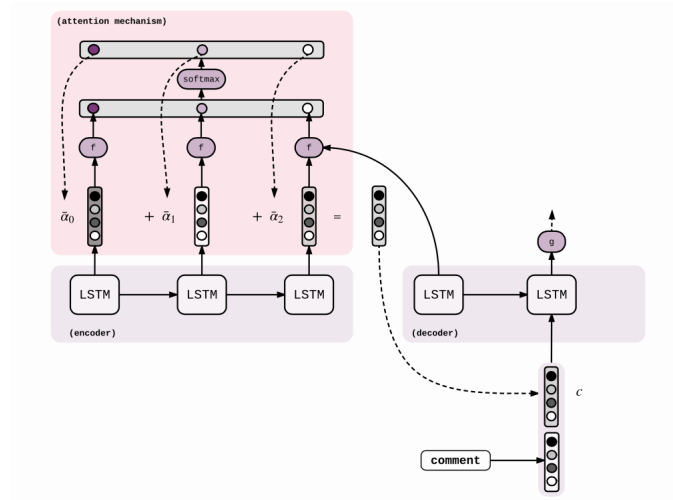 (attention mechanism)
softmax
f f f
ᾱ₀ + ᾱ₁ + ᾱ₂ =
g
LSTM LSTM LSTM LSTM LSTM
(encoder) (decoder)
c
comment